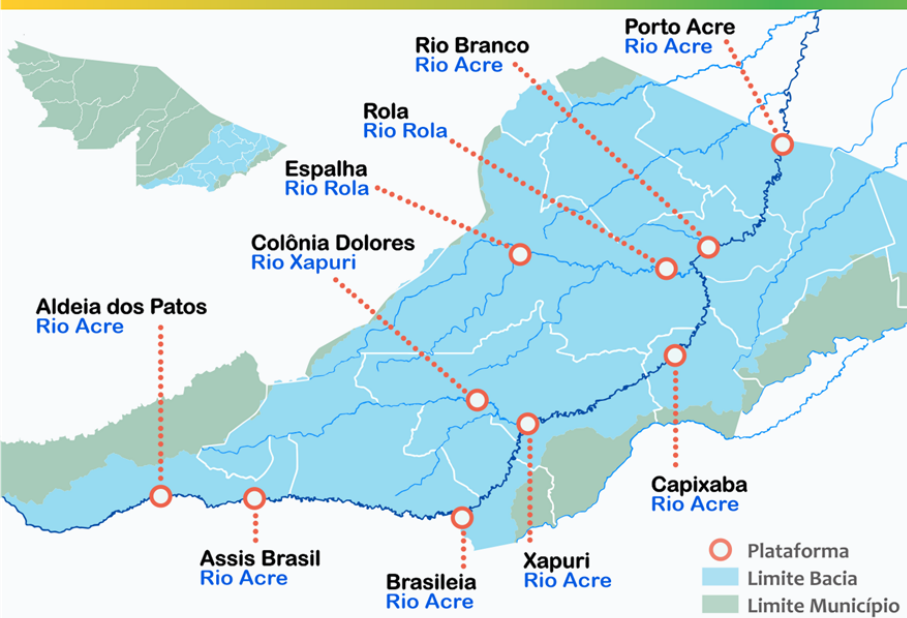 Porto Acre
Rio Acre
Rio Branco
Rio Acre
Rola
Rio Rola
Espalha
Rio Rola
Colônia Dolores
Rio Xapuri
Aldeia dos Patos
Rio Acre
Capixaba
Rio Acre
Assis Brasil
Rio Acre
Xapuri
Rio Acre
Brasileia
Rio Acre
Plataforma
Limite Bacia
Limite Município